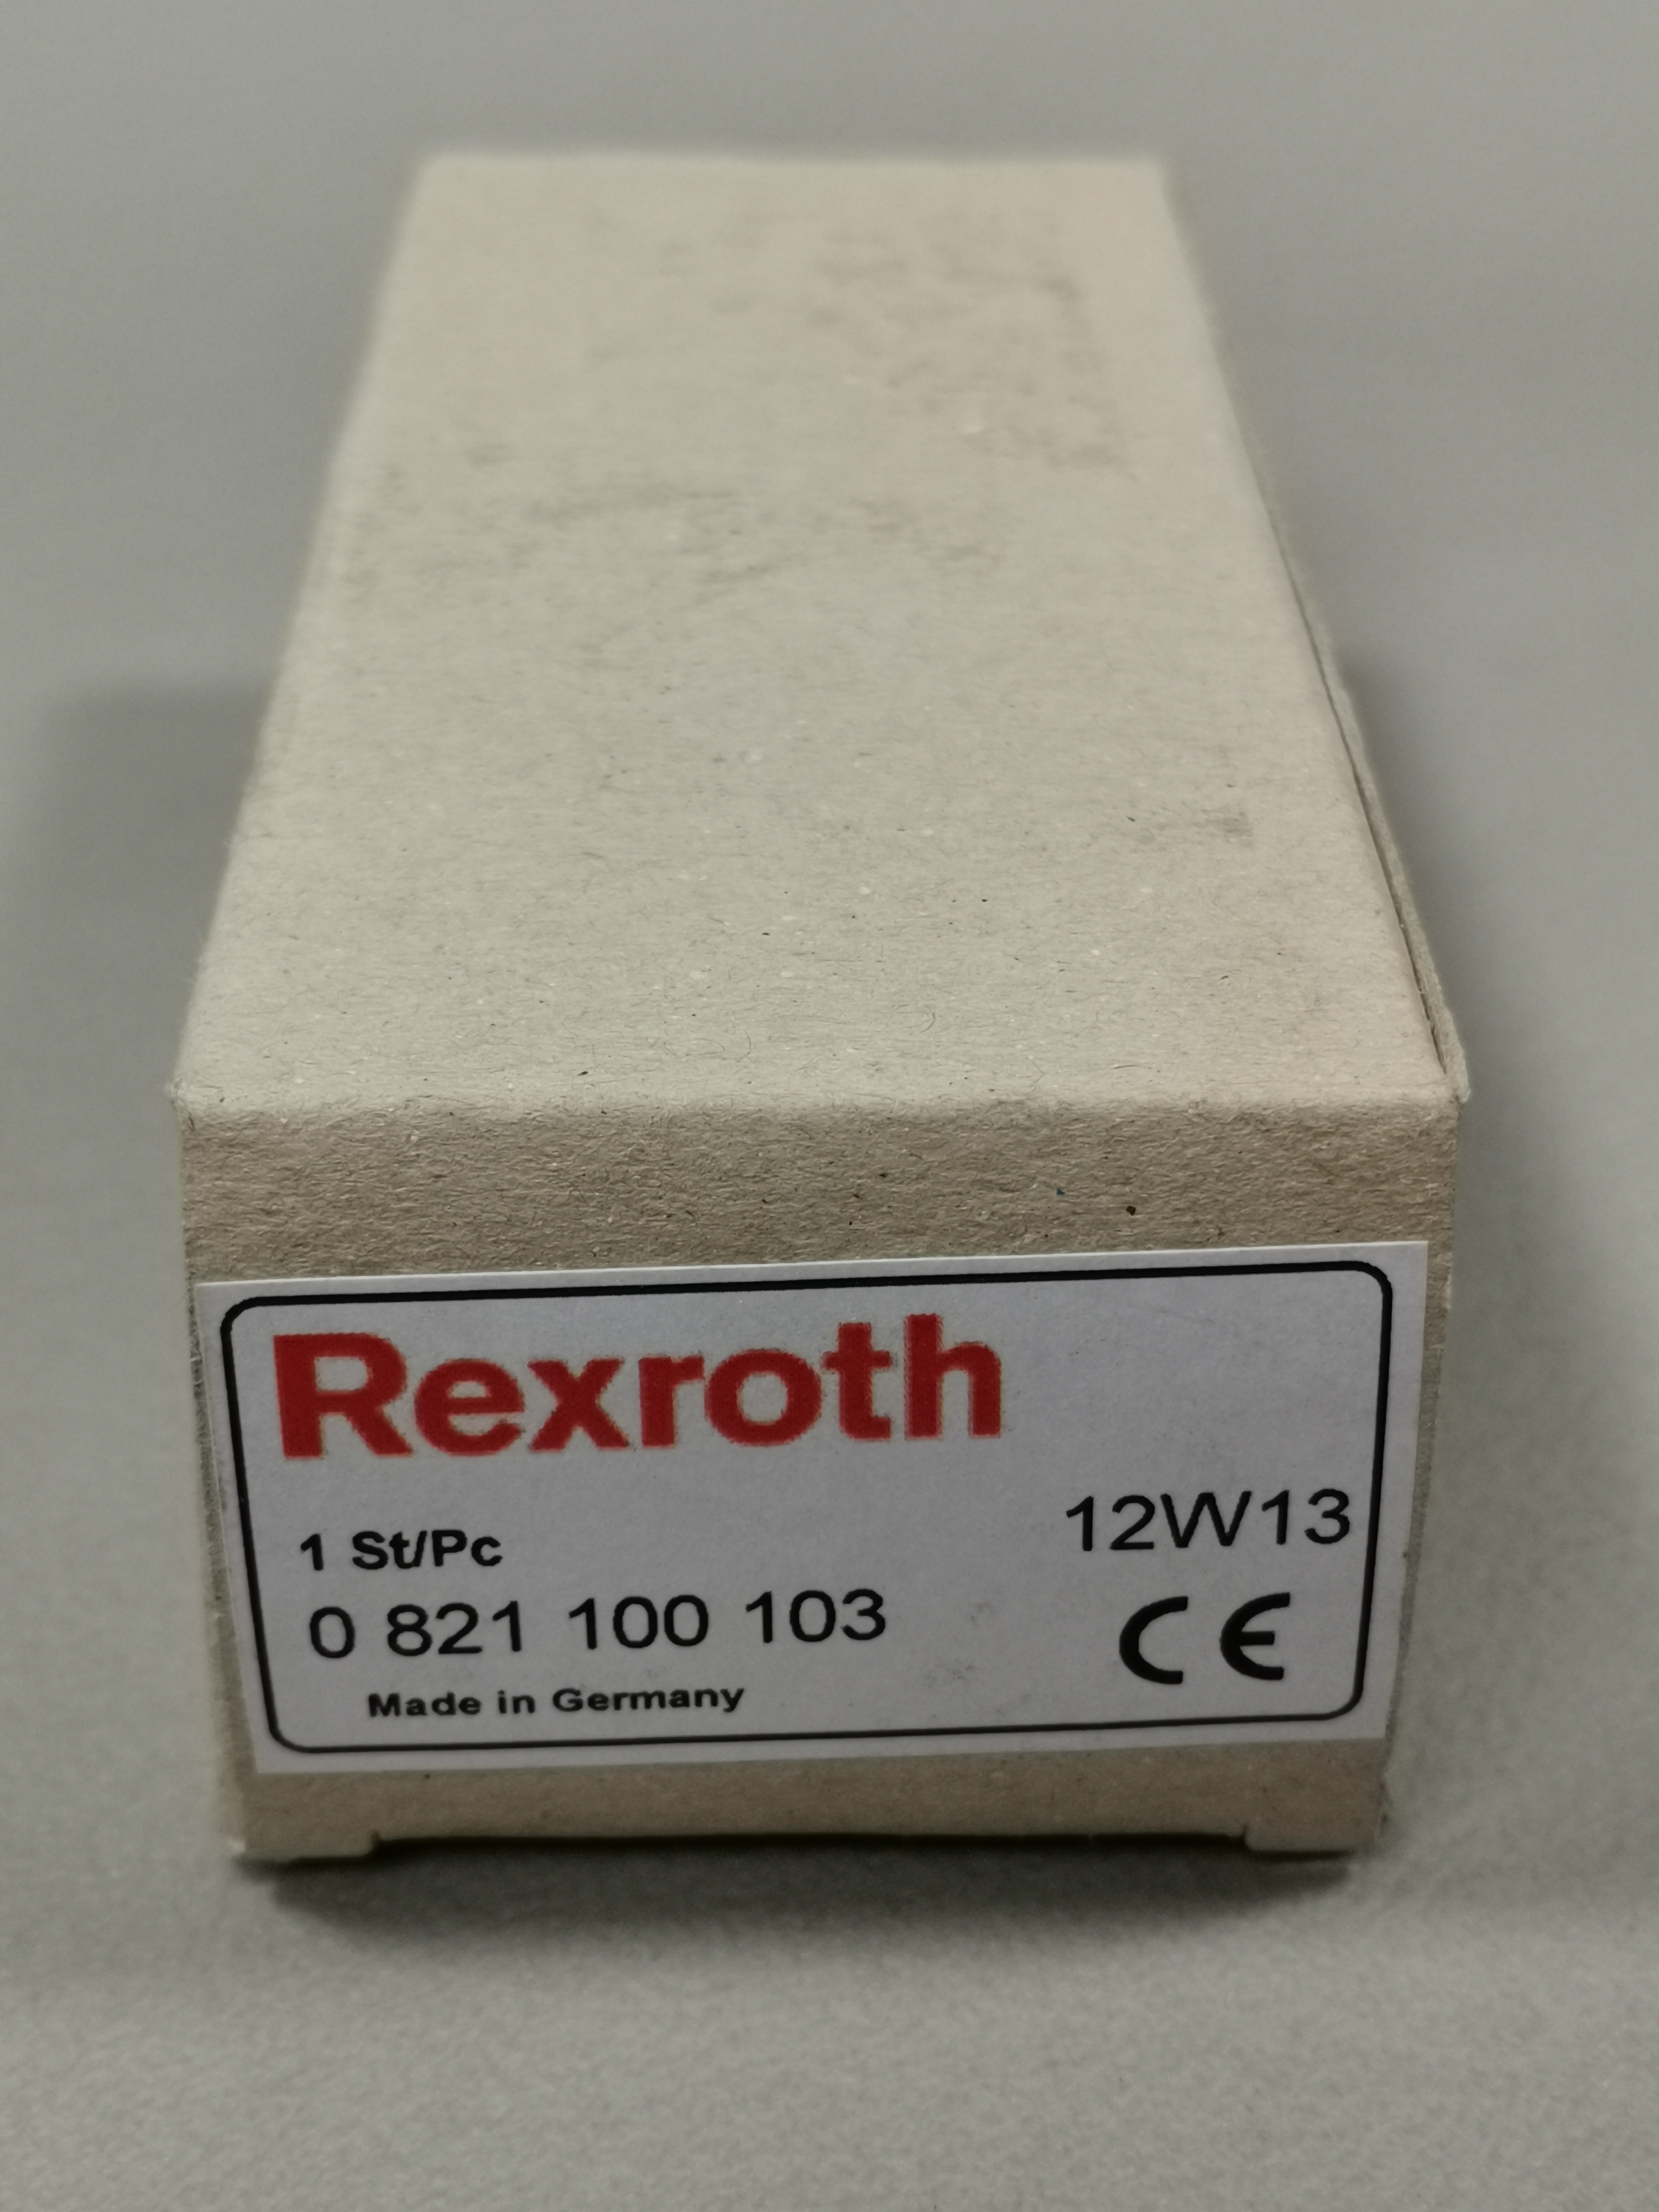 Rexroth
12W13
1 St/Pc
0 821 100 103
CE
Made in Germany